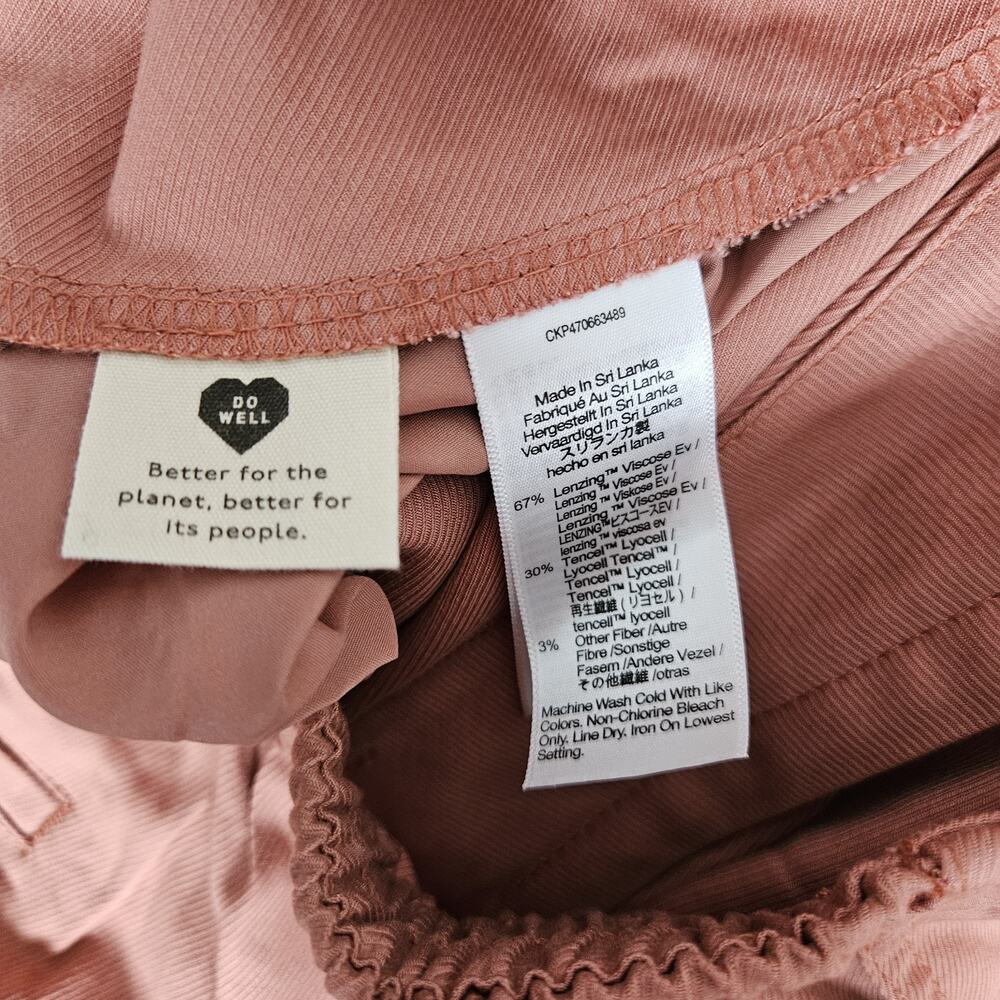 DO
WELL
Better for the
planet, better for
its people.
CKP470663489
Made In Sri Lanka
Fabriqué Au Sri Lanka
Hergestellt In Sri Lanka
Vervaardigd In Sri Lanka
スリランカ製
hecho en sri lanka
67% Lenzing™ Viscose Ev /
Lenzing™ Viscose Ev /
Lenzing™ Viskose Ev /
Lenzing™ Viscose Ev /
LENZING™ビスコースEV /
lenzing™ viscosa ev
30% Tencel™ Lyocell /
Lyocell Tencel™ /
Tencel™ Lyocell /
Tencel™ Lyocell /
再生繊維 (リヨセル) /
tencell™ lyocell
3% Other Fiber /Autre
Fibre /Sonstige
Fasern /Andere Vezel /
その他繊維 /otras
Machine Wash Cold With Like
Colors. Non-Chlorine Bleach
Only. Line Dry. Iron On Lowest
Setting.